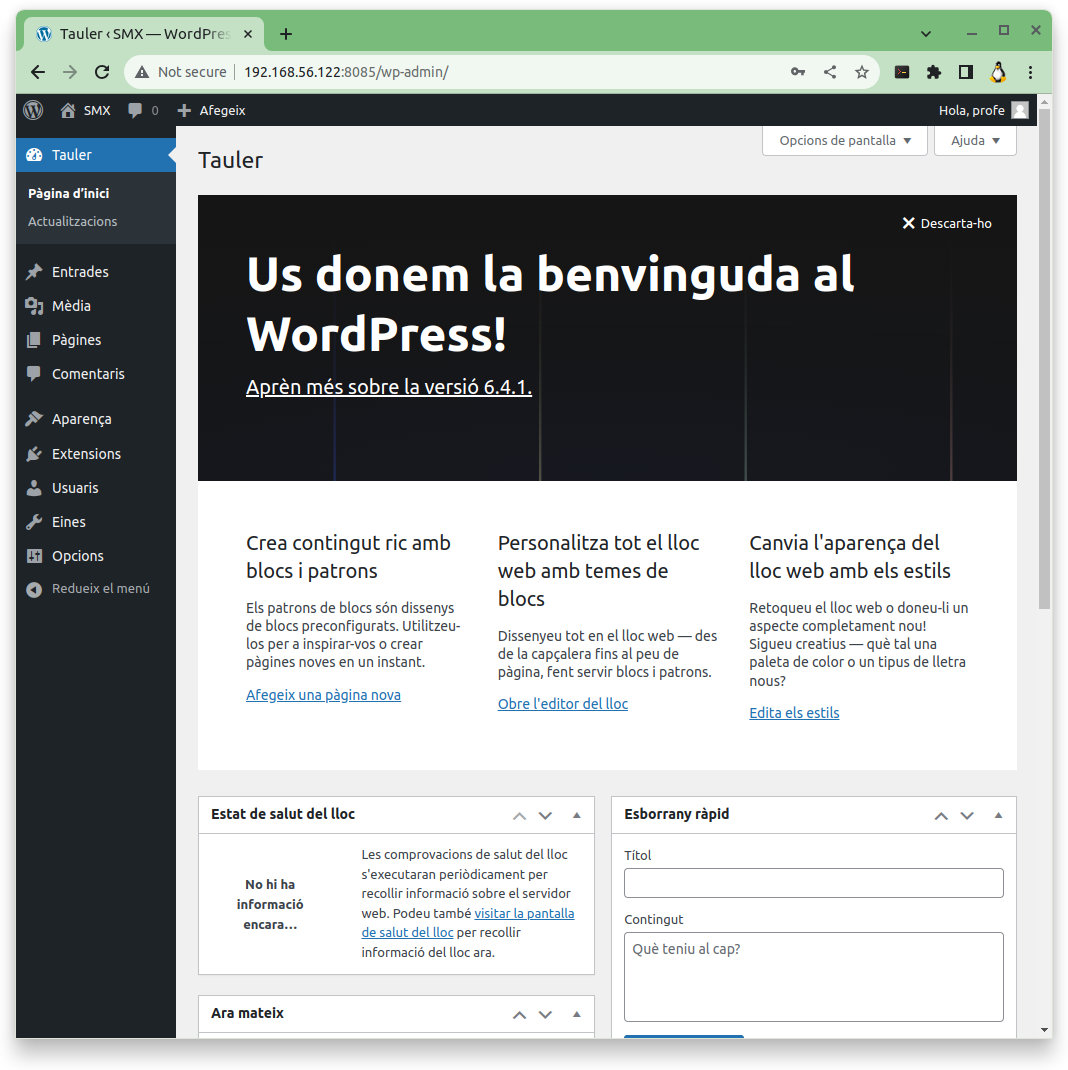 Tauler ‹ SMX — WordPres
Not secure 192.168.56.122:8085/wp-admin/
SMX 0 Afegeix Hola, profe
Tauler
Pàgina d’inici
Actualitzacions
Entrades
Mèdia
Pàgines
Comentaris
Aparença
Extensions
Usuaris
Eines
Opcions
Redueix el menú
Opcions de pantalla Ajuda
Tauler
Descarta-ho
Us donem la benvinguda al
WordPress!
Aprèn més sobre la versió 6.4.1.
Crea contingut ric amb
blocs i patrons
Els patrons de blocs són dissenys
de blocs preconfigurats. Utilitzeu-
los per a inspirar-vos o crear
pàgines noves en un instant.
Afegeix una pàgina nova
Personalitza tot el lloc
web amb temes de
blocs
Dissenyeu tot en el lloc web — des
de la capçalera fins al peu de
pàgina, fent servir blocs i patrons.
Obre l'editor del lloc
Canvia l'aparença del
lloc web amb els estils
Retoqueu el lloc web o doneu-li un
aspecte completament nou!
Sigueu creatius — què tal una
paleta de color o un tipus de lletra
nous?
Edita els estils
Estat de salut del lloc
No hi ha
informació
encara…
Les comprovacions de salut del lloc
s'executaran periòdicament per
recollir informació sobre el servidor
web. Podeu també visitar la pantalla
de salut del lloc per recollir
informació del lloc ara.
Ara mateix
Esborrany ràpid
Títol
Contingut
Què teniu al cap?